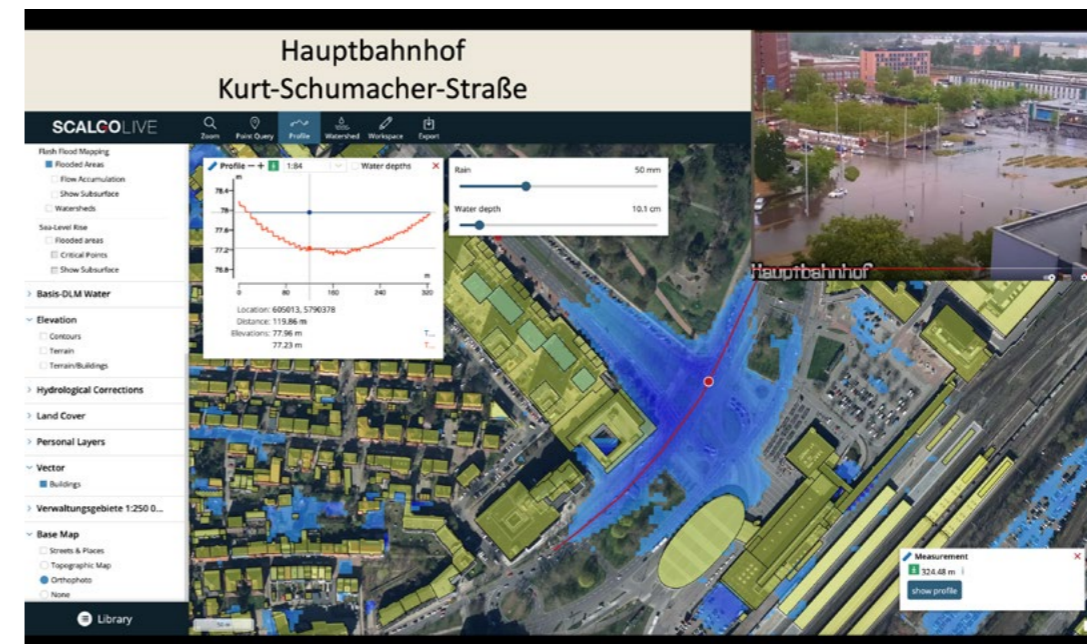 Hauptbahnhof
Kurt-Schumacher-Straße
SCALGO LIVE
Zoom
Point Query
Profile
Watershed
Workspace
Export
Flash Flood Mapping
Flooded Areas
Flow Accumulation
Show Subsurface
Watersheds
Sea-Level Rise
Flooded areas
Critical Points
Show Subsurface
Basis-DLM Water
Elevation
Contours
Terrain
Terrain/Buildings
Hydrological Corrections
Land Cover
Personal Layers
Vector
Buildings
Verwaltungsgebiete 1:250 0...
Base Map
Streets & Places
Topographic Map
Orthophoto
None
Library
Profile − + 1:84 Water depths ×
m
78.4
78
77.6
77.2
76.8
m
0 80 160 240 320
Location: 605013, 5790378
Distance: 119.86 m
Elevations: 77.96 m T...
77.23 m T...
Rain 50 mm
Water depth 10.1 cm
Hauptbahnhof
Measurement ×
324.48 m
show profile
50 m